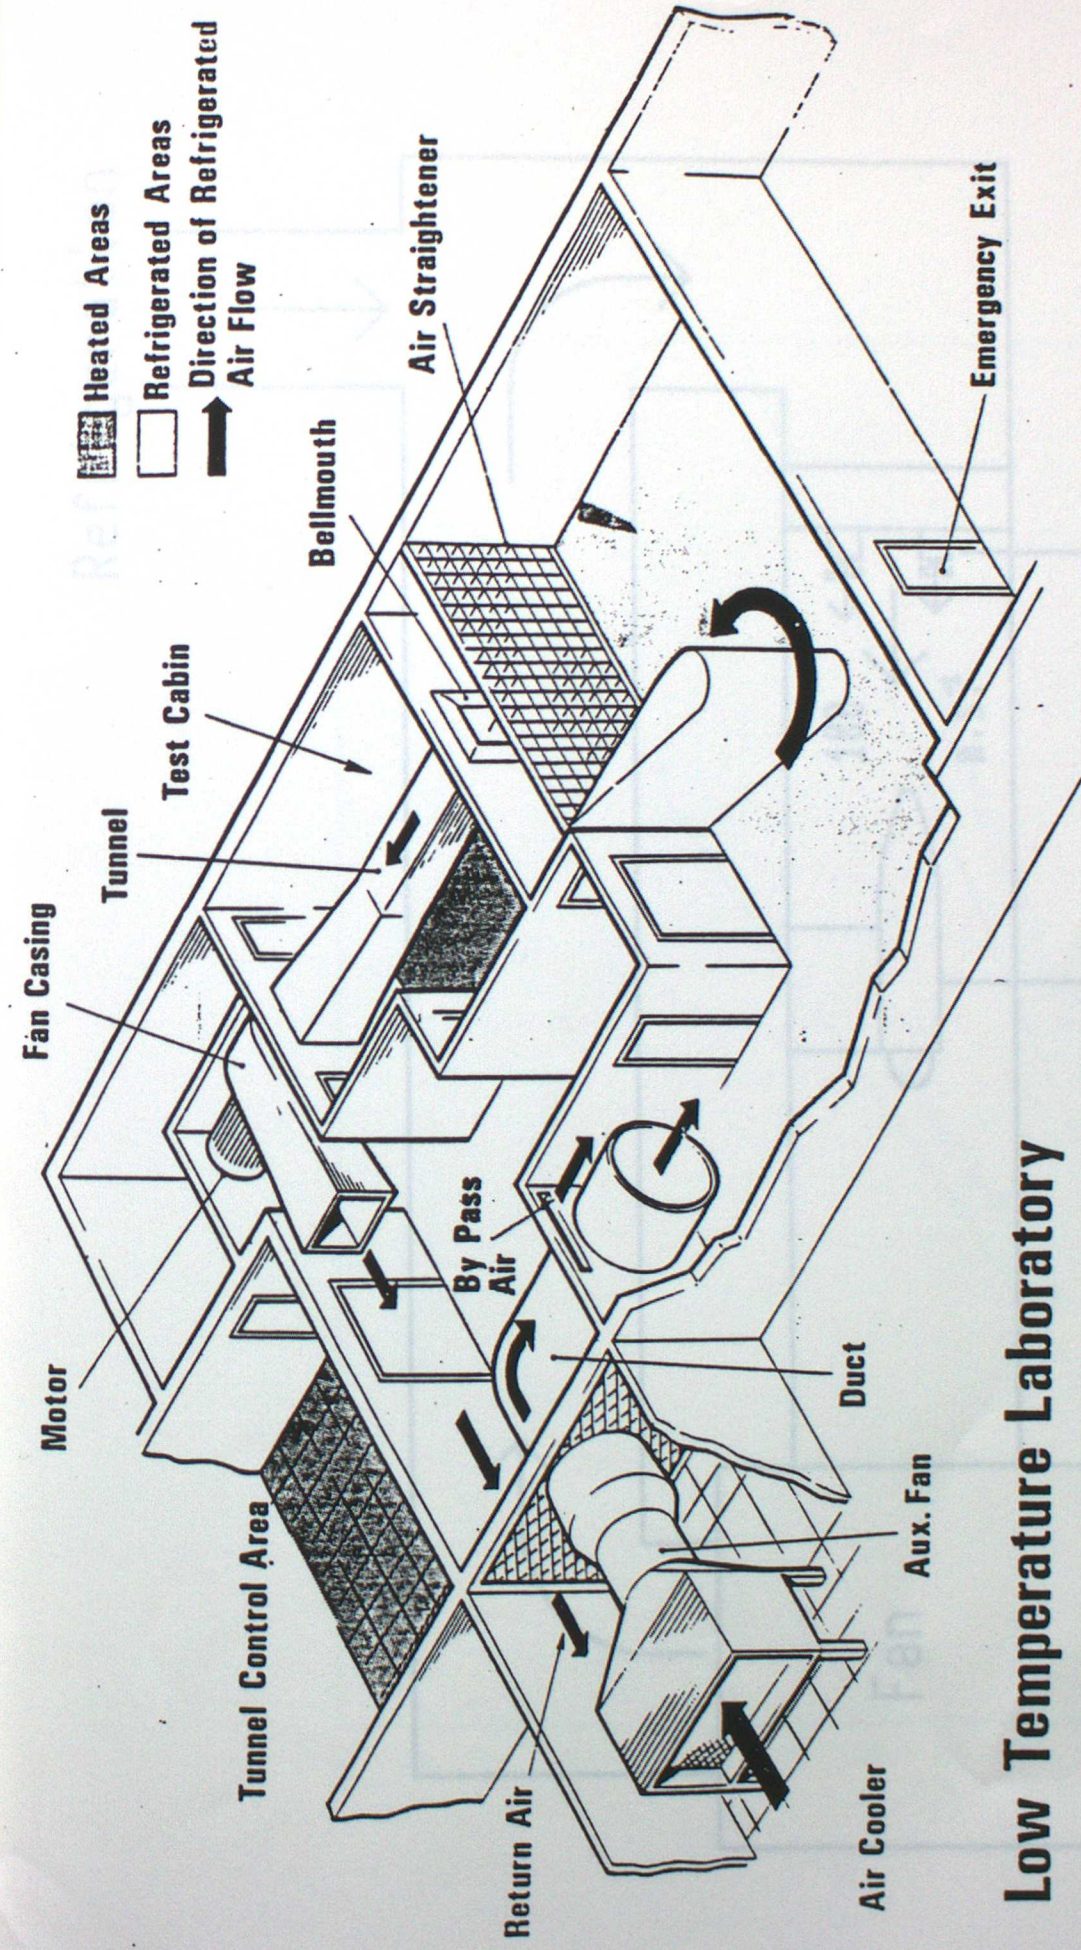 Heated Areas
Refrigerated Areas
Direction of Refrigerated
Air Flow
Fan Casing
Tunnel
Test Cabin
Bellmouth
Air Straightener
Motor
Tunnel Control Area
By Pass
Air
Emergency Exit
Return Air
Duct
Aux. Fan
Air Cooler
Low Temperature Laboratory
Fan